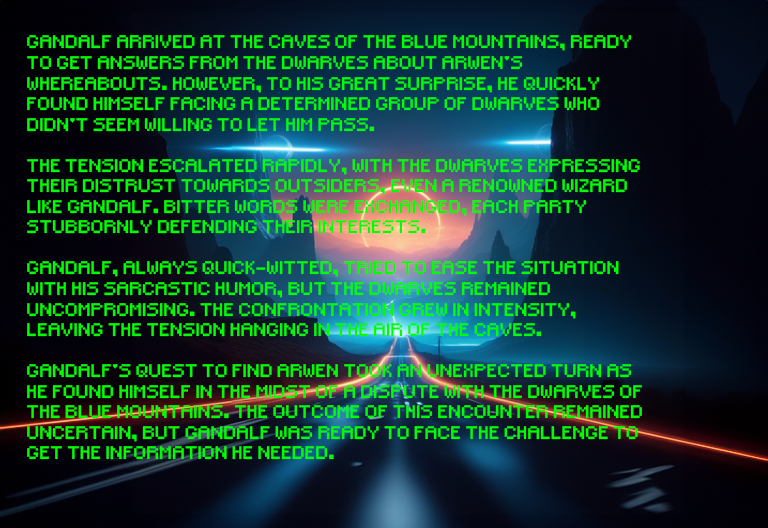 GANDALF ARRIVED AT THE CAVES OF THE BLUE MOUNTAINS, READY
TO GET ANSWERS FROM THE DWARVES ABOUT ARWEN'S
WHEREABOUTS. HOWEVER, TO HIS GREAT SURPRISE, HE QUICKLY
FOUND HIMSELF FACING A DETERMINED GROUP OF DWARVES WHO
DIDN'T SEEM WILLING TO LET HIM PASS.
THE TENSION ESCALATED RAPIDLY, WITH THE DWARVES EXPRESSING
THEIR DISTRUST TOWARDS OUTSIDERS, EVEN A RENOWNED WIZARD
LIKE GANDALF. BITTER WORDS WERE EXCHANGED, EACH PARTY
STUBBORNLY DEFENDING THEIR INTERESTS.
GANDALF, ALWAYS QUICK-WITTED, TRIED TO EASE THE SITUATION
WITH HIS SARCASTIC HUMOR, BUT THE DWARVES REMAINED
UNCOMPROMISING. THE CONFRONTATION GREW IN INTENSITY,
LEAVING THE TENSION HANGING IN THE AIR OF THE CAVES.
GANDALF'S QUEST TO FIND ARWEN TOOK AN UNEXPECTED TURN AS
HE FOUND HIMSELF IN THE MIDST OF A DISPUTE WITH THE DWARVES OF
THE BLUE MOUNTAINS. THE OUTCOME OF THIS ENCOUNTER REMAINED
UNCERTAIN, BUT GANDALF WAS READY TO FACE THE CHALLENGE TO
GET THE INFORMATION HE NEEDED.